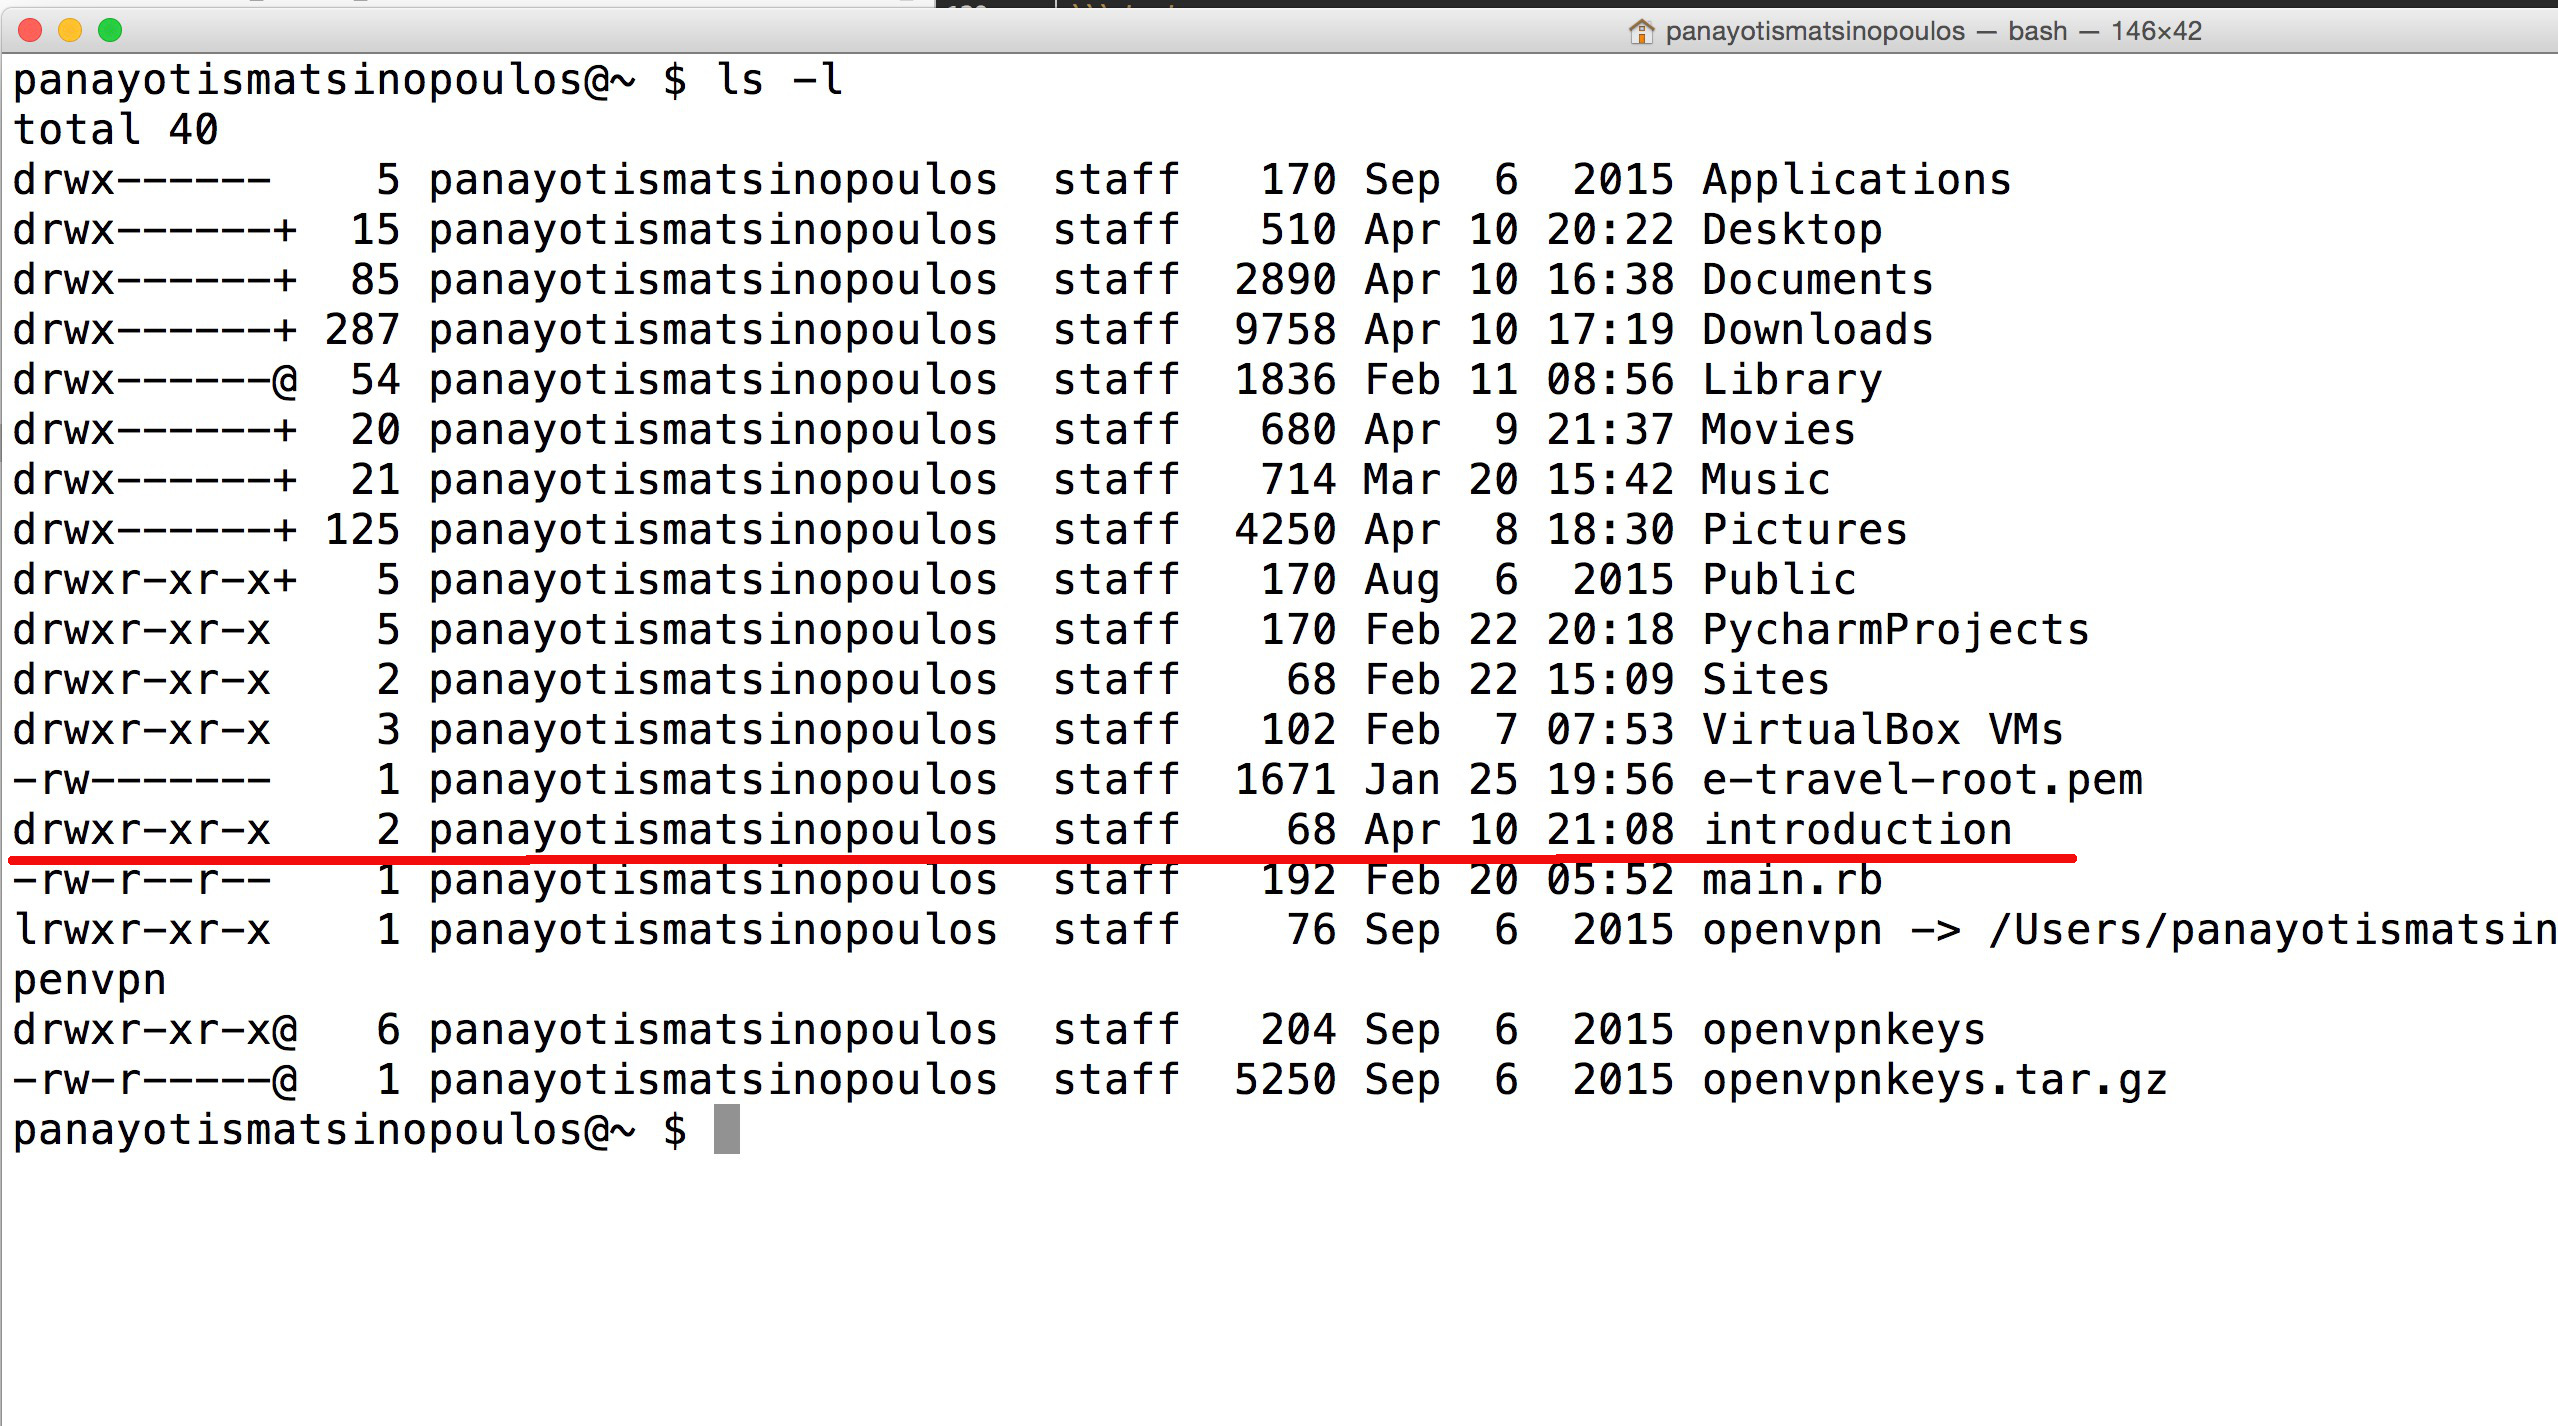 panayotismatsinopoulos — bash — 146×42
panayotismatsinopoulos@~ $ ls -l
total 40
drwx------    5 panayotismatsinopoulos  staff   170 Sep  6  2015 Applications
drwx------+  15 panayotismatsinopoulos  staff   510 Apr 10 20:22 Desktop
drwx------+  85 panayotismatsinopoulos  staff  2890 Apr 10 16:38 Documents
drwx------+ 287 panayotismatsinopoulos  staff  9758 Apr 10 17:19 Downloads
drwx------@  54 panayotismatsinopoulos  staff  1836 Feb 11 08:56 Library
drwx------+  20 panayotismatsinopoulos  staff   680 Apr  9 21:37 Movies
drwx------+  21 panayotismatsinopoulos  staff   714 Mar 20 15:42 Music
drwx------+ 125 panayotismatsinopoulos  staff  4250 Apr  8 18:30 Pictures
drwxr-xr-x+   5 panayotismatsinopoulos  staff   170 Aug  6  2015 Public
drwxr-xr-x    5 panayotismatsinopoulos  staff   170 Feb 22 20:18 PycharmProjects
drwxr-xr-x    2 panayotismatsinopoulos  staff    68 Feb 22 15:09 Sites
drwxr-xr-x    3 panayotismatsinopoulos  staff   102 Feb  7 07:53 VirtualBox VMs
-rw-------    1 panayotismatsinopoulos  staff  1671 Jan 25 19:56 e-travel-root.pem
drwxr-xr-x    2 panayotismatsinopoulos  staff    68 Apr 10 21:08 introduction
-rw-r--r--    1 panayotismatsinopoulos  staff   192 Feb 20 05:52 main.rb
lrwxr-xr-x    1 panayotismatsinopoulos  staff    76 Sep  6  2015 openvpn -> /Users/panayotismatsin
penvpn
drwxr-xr-x@   6 panayotismatsinopoulos  staff   204 Sep  6  2015 openvpnkeys
-rw-r-----@   1 panayotismatsinopoulos  staff  5250 Sep  6  2015 openvpnkeys.tar.gz
panayotismatsinopoulos@~ $